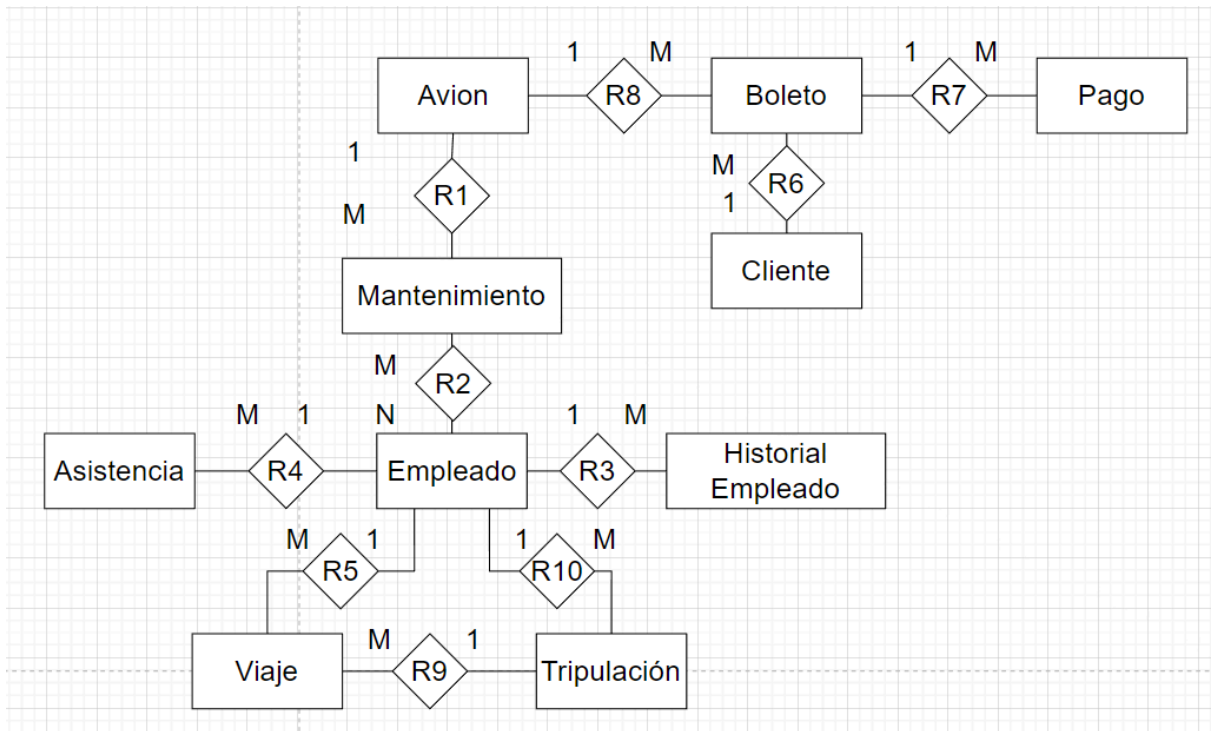 1
M
1
M
Avion
R8
Boleto
R7
Pago
1
R1
M
M
R6
1
Cliente
Mantenimiento
M
R2
N
M
1
1
M
Asistencia
R4
Empleado
R3
Historial
Empleado
M
1
1
M
R5
R10
M
1
Viaje
R9
Tripulación